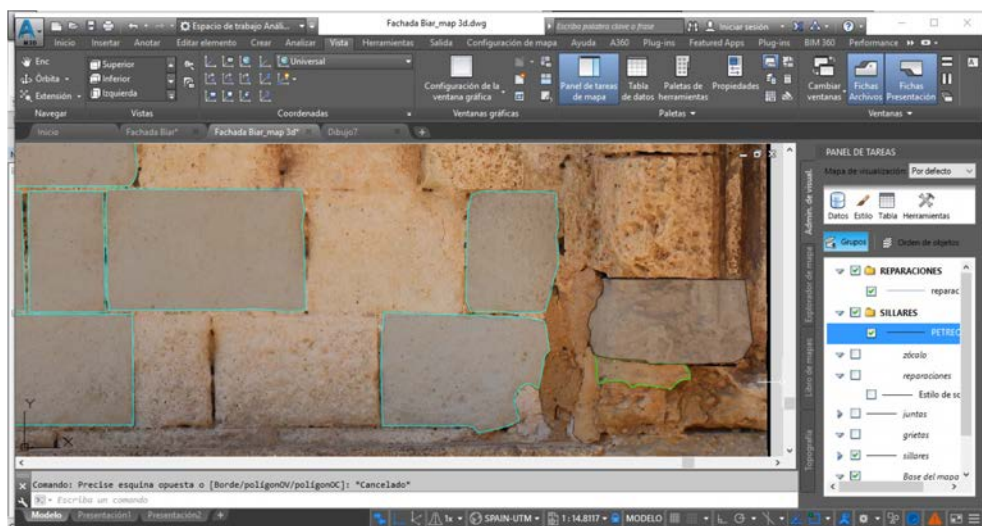 Espacio de trabajo Análi...
Fachada Biar_map 3d.dwg
Escriba palabra clave o frase
Iniciar sesión
Inicio Insertar Anotar Editar elemento Crear Analizar Vista Herramientas Salida Configuración de mapa Ayuda A360 Plug-ins Featured Apps Plug-ins BIM 360 Performance
Enc
Órbita
Extensión
Navegar
Superior
Inferior
Izquierda
Vistas
Universal
Coordenadas
Configuración de la
ventana gráfica
Ventanas gráficas
Panel de tareas
de mapa
Tabla
de datos
Paletas de
herramientas
Propiedades
Paletas
Cambiar
ventanas
Fichas
Archivos
Fichas
Presentación
Ventanas
Inicio Fachada Biar* Fachada Biar_map 3d* Dibujo7
PANEL DE TAREAS
Mapa de visualización: Por defecto
Datos Estilo Tabla Herramientas
Grupos Orden de objetos
REPARACIONES
reparac
SILLARES
PETREO
zócalo
reparaciones
Estilo de so
juntas
grietas
sillares
Base del mapa
Admin. de visual.
Explorador de mapa
Libro de mapas
Topografía
Y
X
Comando: Precise esquina opuesta o [Borde/polígonOV/polígonOC]: *Cancelado*
Escriba un comando
Modelo Presentación1 Presentación2 +
1x SPAIN-UTM 1:14.8117 MODELO